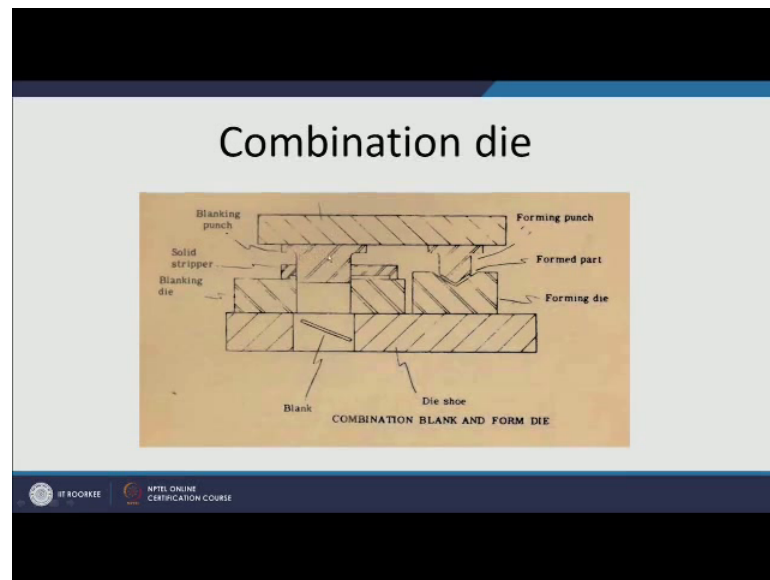 Combination die
Blanking
punch
Solid
stripper
Blanking
die
Forming punch
Formed part
Forming die
Blank
Die shoe
COMBINATION BLANK AND FORM DIE
IIT ROORKEE
NPTEL ONLINE
CERTIFICATION COURSE